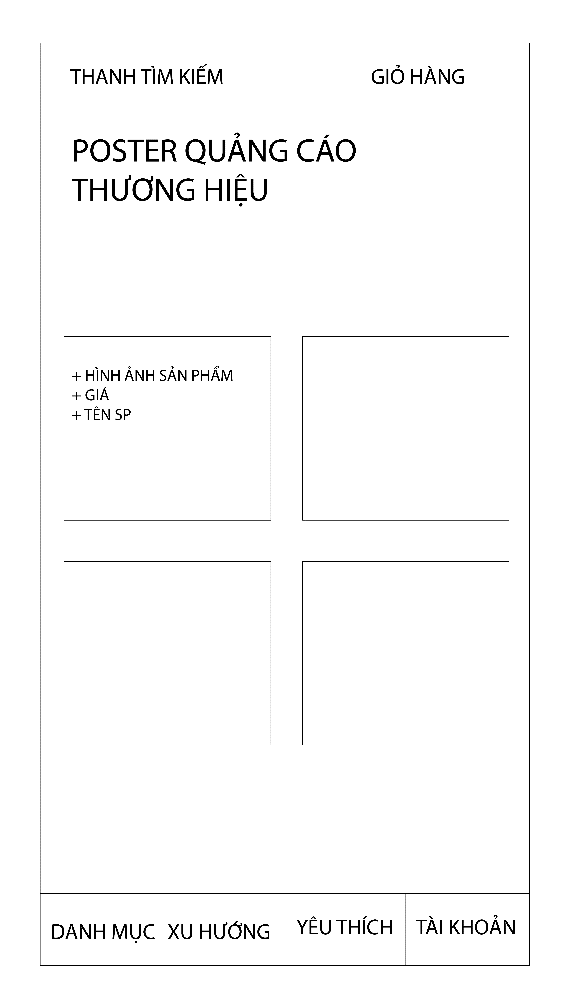 THANH TÌM KIẾM GIỎ HÀNG
POSTER QUẢNG CÁO
THƯƠNG HIỆU
+ HÌNH ẢNH SẢN PHẨM
+ GIÁ
+ TÊN SP
DANH MỤC XU HƯỚNG YÊU THÍCH TÀI KHOẢN